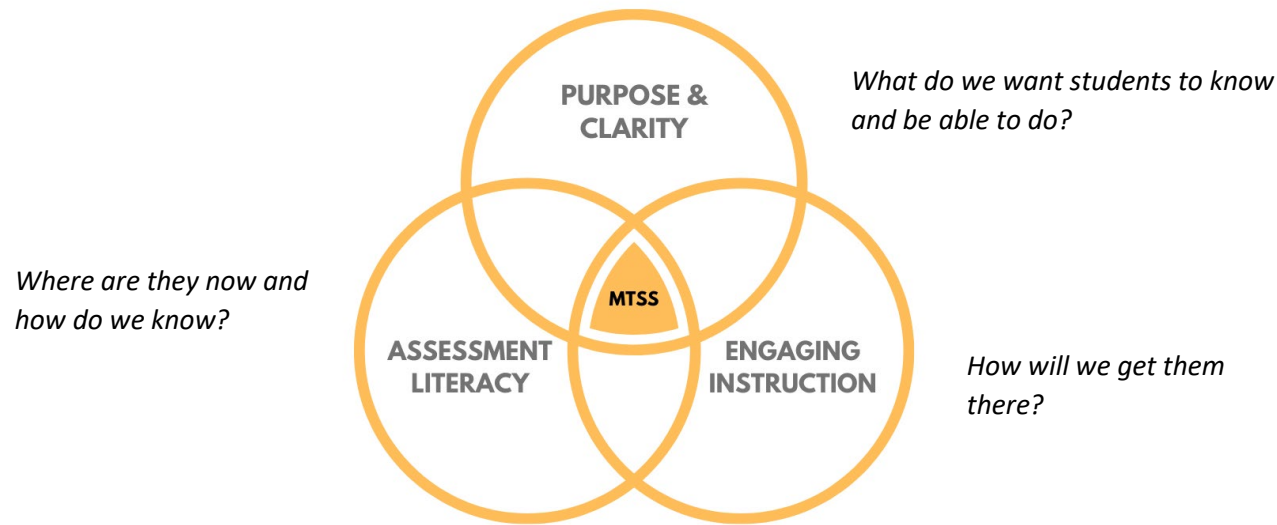 PURPOSE &
CLARITY
What do we want students to know
and be able to do?
Where are they now and
how do we know?
MTSS
ASSESSMENT
LITERACY
ENGAGING
INSTRUCTION
How will we get them
there?